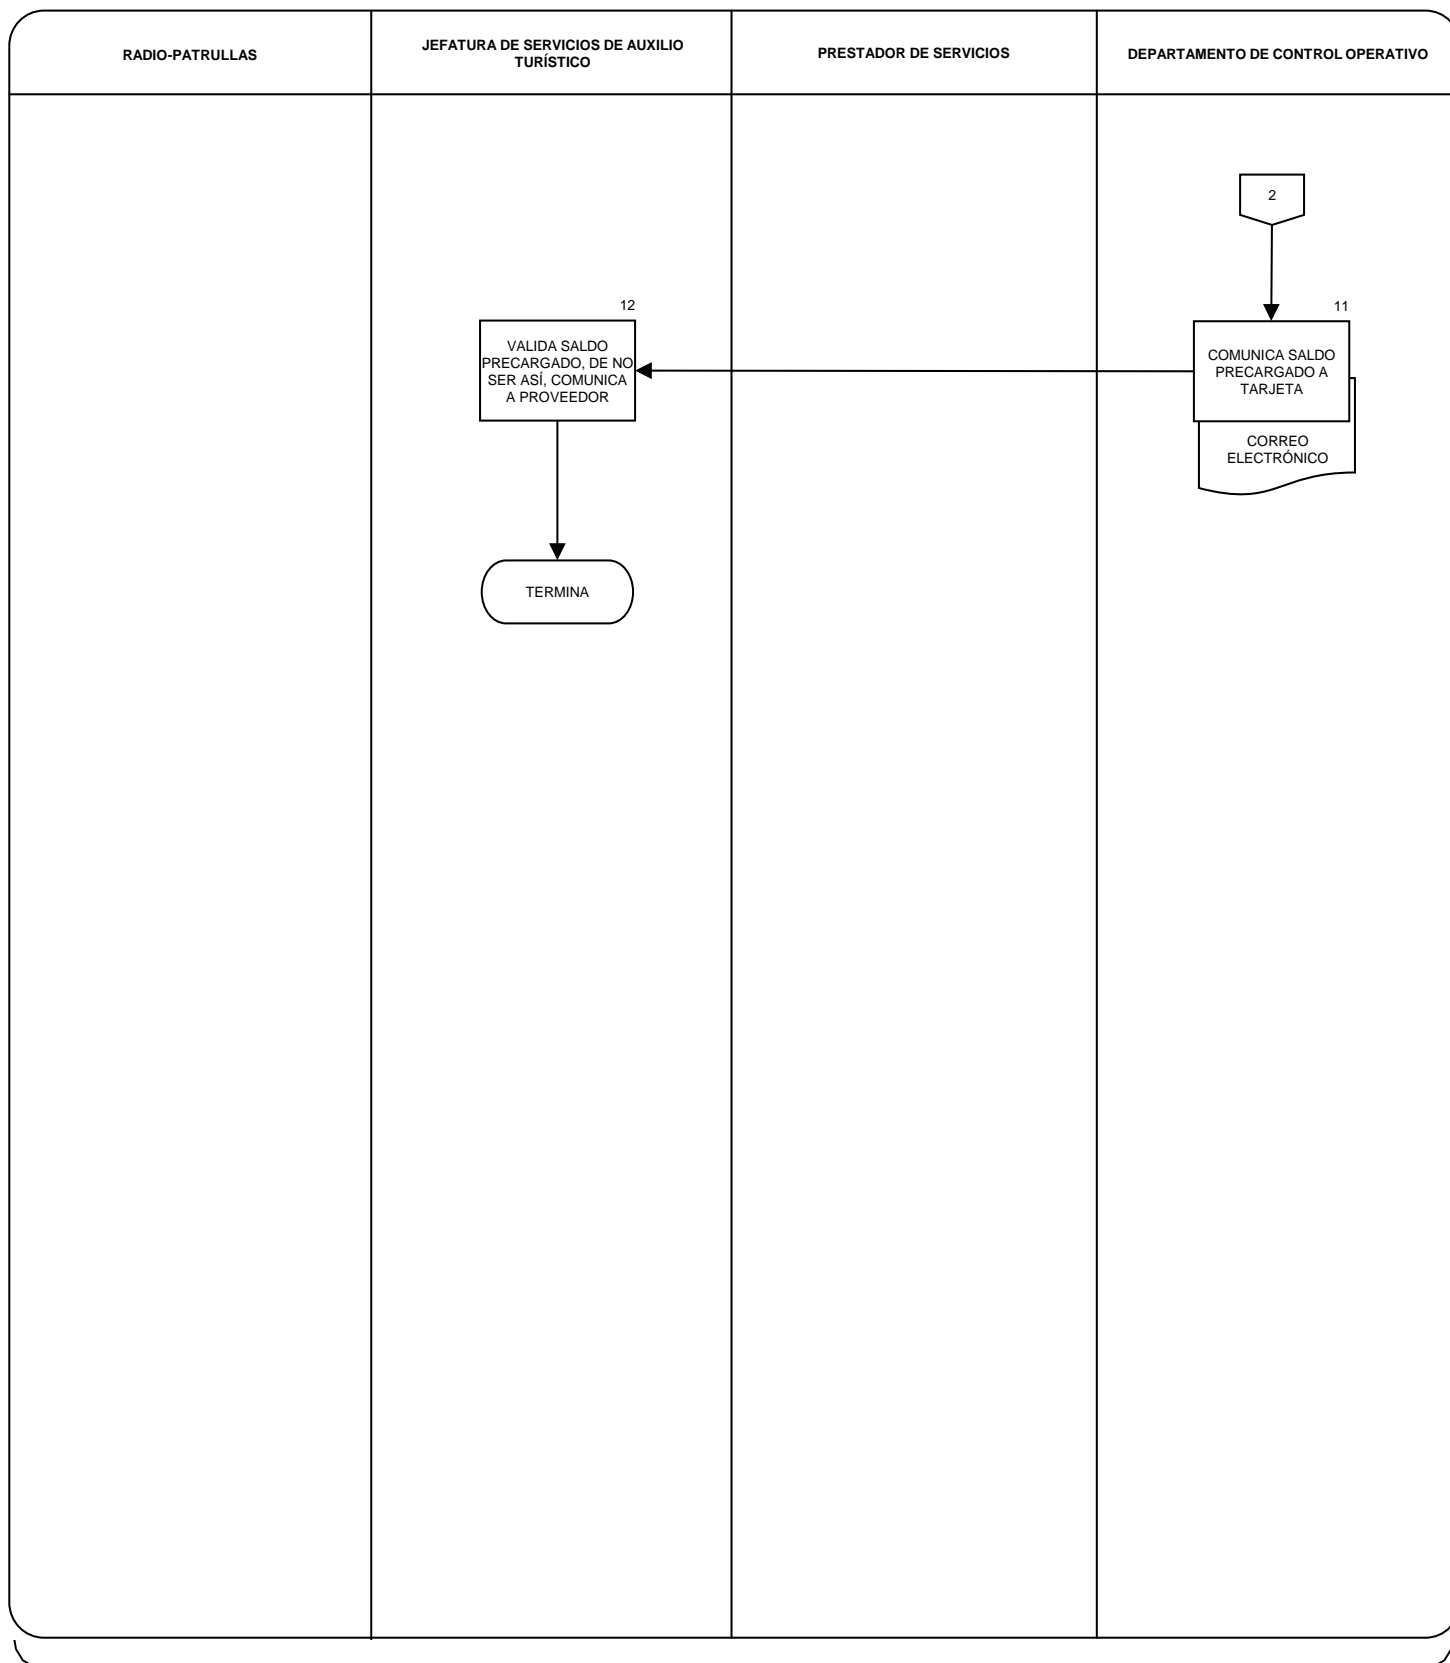 RADIO-PATRULLAS
JEFATURA DE SERVICIOS DE AUXILIO
TURÍSTICO
PRESTADOR DE SERVICIOS
DEPARTAMENTO DE CONTROL OPERATIVO
2
12
VALIDA SALDO
PRECARGADO, DE NO
SER ASÍ, COMUNICA
A PROVEEDOR
11
COMUNICA SALDO
PRECARGADO A
TARJETA
CORREO
ELECTRÓNICO
TERMINA